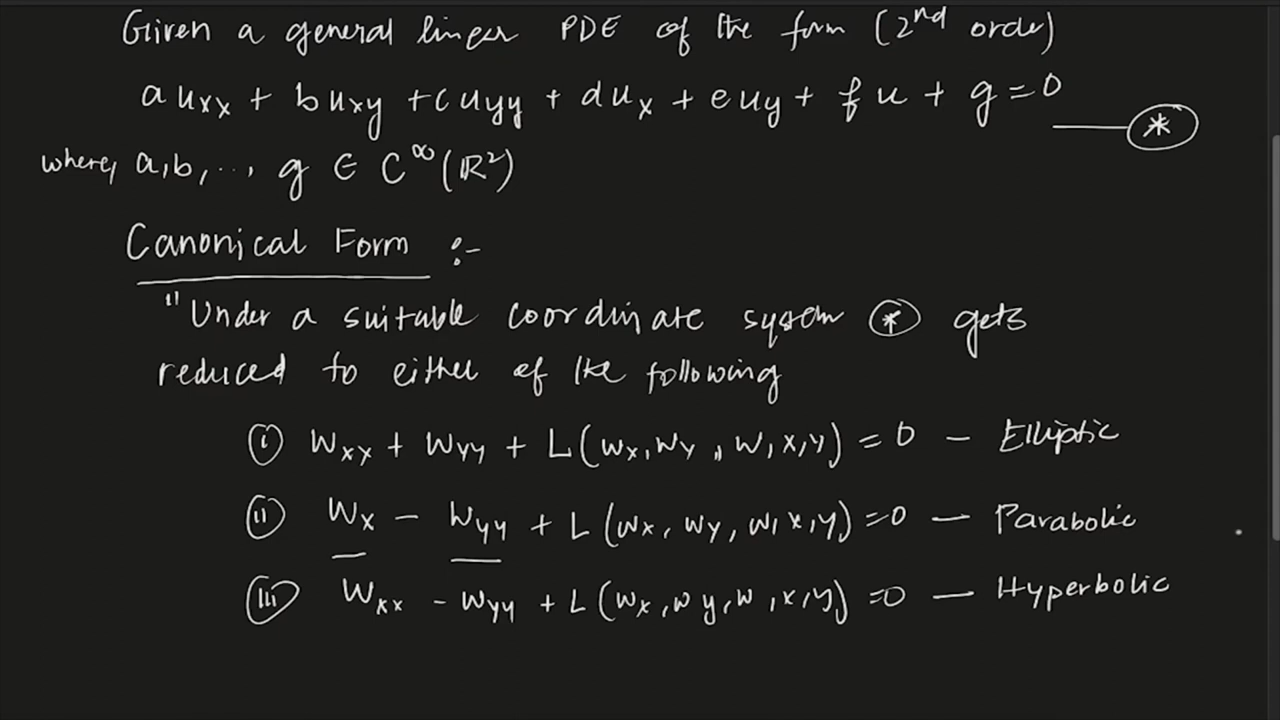 Given a general linear PDE of the form (2nd order)
a uxx + b uxy + c uyy + d ux + e uy + f u + g = 0 — *
where, a, b, ..., g ∈ C^∞(ℝ²)
Canonical Form :-
"Under a suitable coordinate system * gets
reduced to either of the following
(i) wxx + wyy + L(wx, wy, w, x, y) = 0 — Elliptic
(ii) wx − wyy + L(wx, wy, w, x, y) = 0 — Parabolic
(iii) wxx − wyy + L(wx, wy, w, x, y) = 0 — Hyperbolic